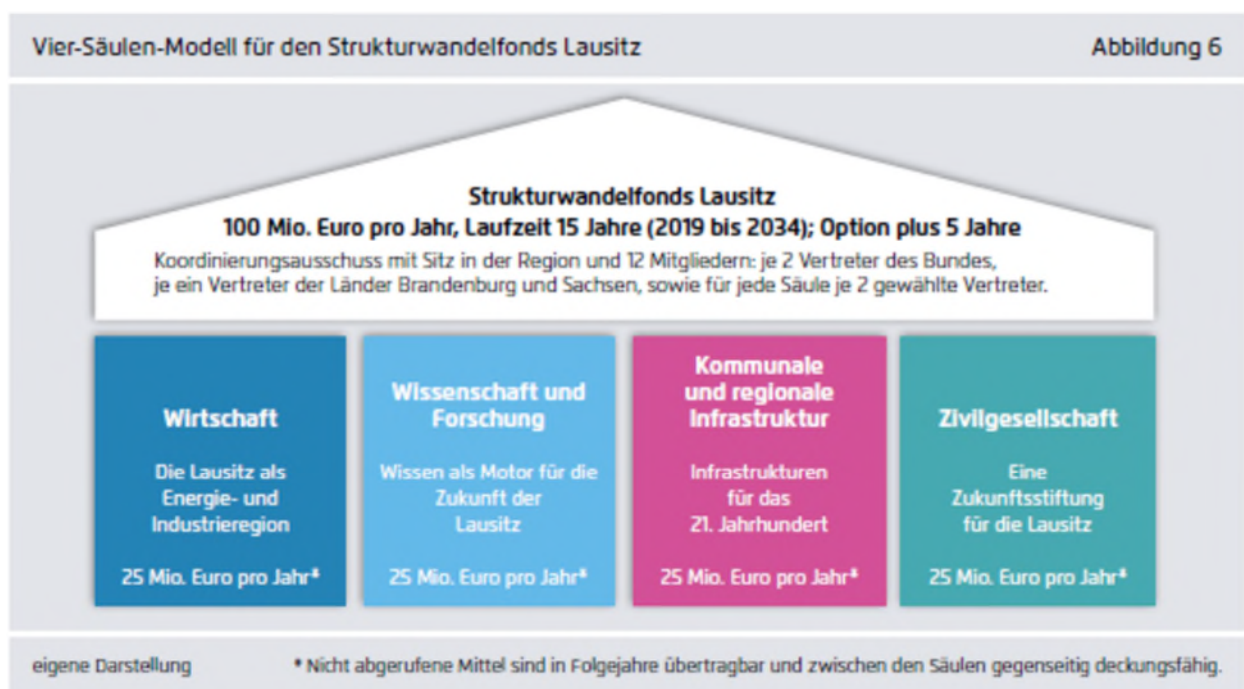 Vier-Säulen-Modell für den Strukturwandelfonds Lausitz
Abbildung 6
Strukturwandelfonds Lausitz
100 Mio. Euro pro Jahr, Laufzeit 15 Jahre (2019 bis 2034); Option plus 5 Jahre
Koordinierungsausschuss mit Sitz in der Region und 12 Mitgliedern: je 2 Vertreter des Bundes,
je ein Vertreter der Länder Brandenburg und Sachsen, sowie für jede Säule je 2 gewählte Vertreter.
Wirtschaft
Die Lausitz als
Energie- und
Industrieregion
25 Mio. Euro pro Jahr*
Wissenschaft und
Forschung
Wissen als Motor für die
Zukunft der
Lausitz
25 Mio. Euro pro Jahr*
Kommunale
und regionale
Infrastruktur
Infrastrukturen
für das
21. Jahrhundert
25 Mio. Euro pro Jahr*
Zivilgesellschaft
Eine
Zukunftsstiftung
für die Lausitz
25 Mio. Euro pro Jahr*
eigene Darstellung
* Nicht abgerufene Mittel sind in Folgejahre übertragbar und zwischen den Säulen gegenseitig deckungsfähig.